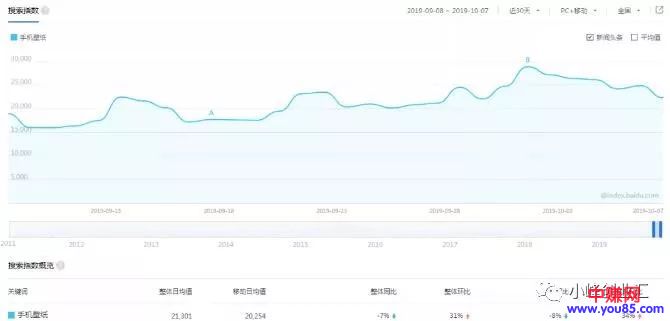 搜索指数
2019-09-08 ~ 2019-10-07 近30天 PC+移动 全国
手机壁纸 新闻头条 平均值
30,000
B
25,000
20,000
A
15,000
10,000
5,000
@index.baidu.com
2019-09-13 2019-09-18 2019-09-23 2019-09-28 2019-10-03 2019-10-07
2011 2012 2013 2014 2015 2016 2017 2018 2019
搜索指数概览
关键词 整体日均值 移动日均值 整体同比 整体环比
手机壁纸 21,301 20,254 -7% 31% -8% 34%
中赚网
www.you85.com